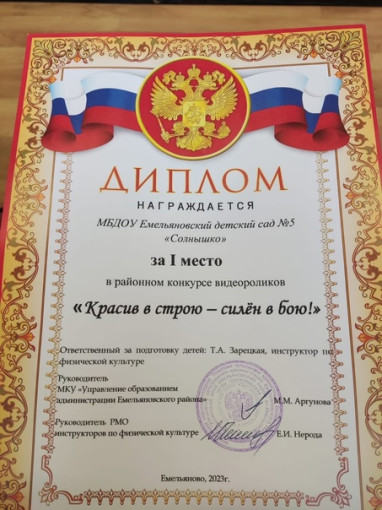 ДИПЛОМ
НАГРАЖДАЕТСЯ
МБДОУ Емельяновский детский сад №5
«Солнышко»
за I место
в районном конкурсе видеороликов
«Красив в строю – силён в бою!»
Ответственный за подготовку детей: Т.А. Зарецкая, инструктор по
физической культуре
Руководитель
МКУ «Управление образованием
администрации Емельяновского района»
М.М. Аргунова
Руководитель РМО
инструкторов по физической культуре
Е.И. Нерода
Емельяново, 2023г.